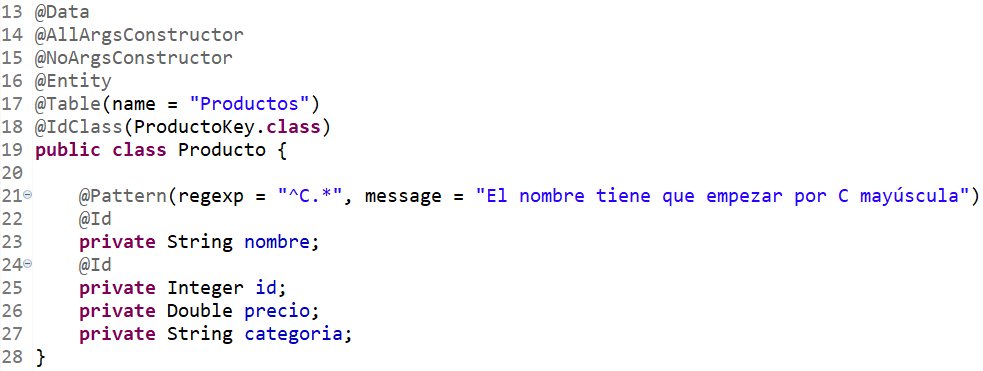 13 @Data
14 @AllArgsConstructor
15 @NoArgsConstructor
16 @Entity
17 @Table(name = "Productos")
18 @IdClass(ProductoKey.class)
19 public class Producto {
20
21     @Pattern(regexp = "^C.*", message = "El nombre tiene que empezar por C mayúscula")
22     @Id
23     private String nombre;
24     @Id
25     private Integer id;
26     private Double precio;
27     private String categoria;
28 }